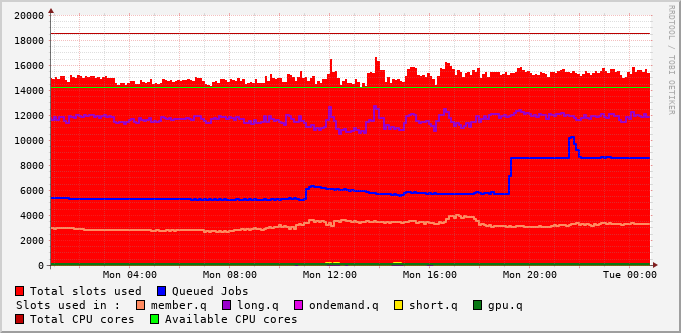 20000
18000
16000
14000
12000
10000
8000
6000
4000
2000
0
Mon 04:00 Mon 08:00 Mon 12:00 Mon 16:00 Mon 20:00 Tue 00:00
RRDTOOL / TOBI OETIKER
Total slots used Queued Jobs
Slots used in : member.q long.q ondemand.q short.q gpu.q
Total CPU cores Available CPU cores